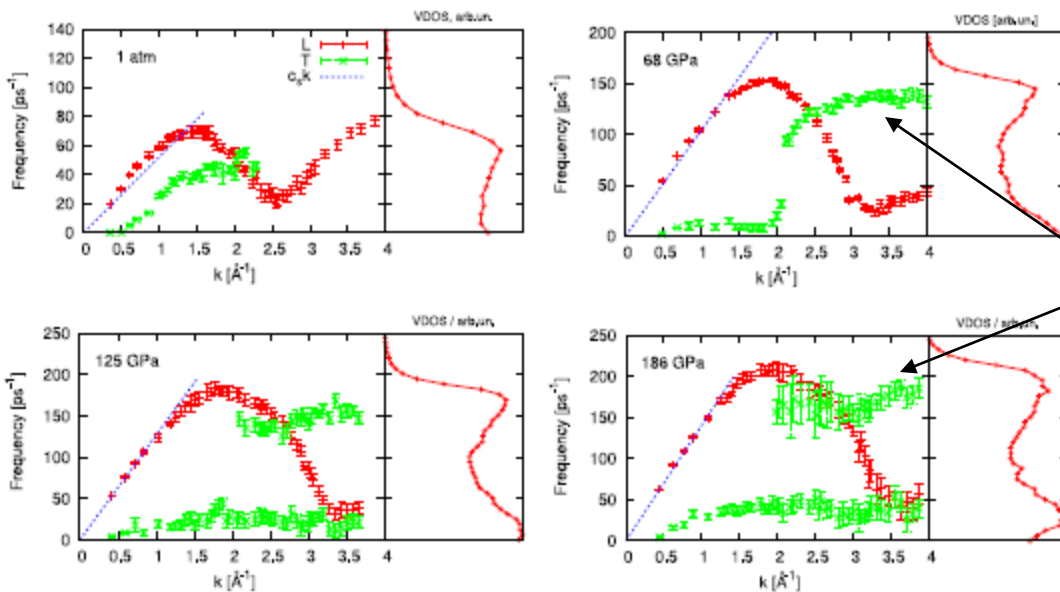 VDOS, arb.un.
140
120
100
80
60
40
20
0
Frequency [ps⁻¹]
1 atm
L
T
cₛk
0 0.5 1 1.5 2 2.5 3 3.5 4
k [Å⁻¹]
VDOS [arb.un.]
200
150
100
50
0
Frequency [ps⁻¹]
68 GPa
0 0.5 1 1.5 2 2.5 3 3.5 4
k [Å⁻¹]
VDOS / arb.un.
250
200
150
100
50
0
Frequency [ps⁻¹]
125 GPa
0 0.5 1 1.5 2 2.5 3 3.5 4
k [Å⁻¹]
VDOS / arb.un.
250
200
150
100
50
0
Frequency [ps⁻¹]
186 GPa
0 0.5 1 1.5 2 2.5 3 3.5 4
k [Å⁻¹]